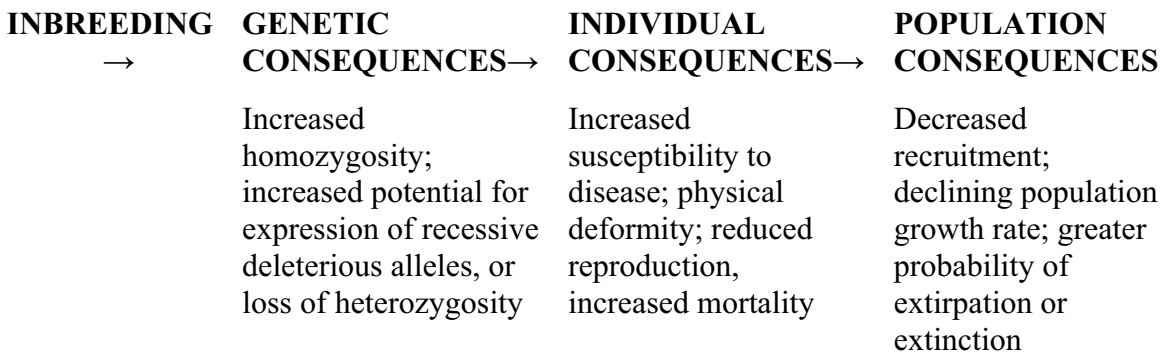 INBREEDING →
GENETIC
CONSEQUENCES→
Increased
homozygosity;
increased potential for
expression of recessive
deleterious alleles, or
loss of heterozygosity
INDIVIDUAL
CONSEQUENCES→
Increased
susceptibility to
disease; physical
deformity; reduced
reproduction,
increased mortality
POPULATION
CONSEQUENCES
Decreased
recruitment;
declining population
growth rate; greater
probability of
extirpation or
extinction